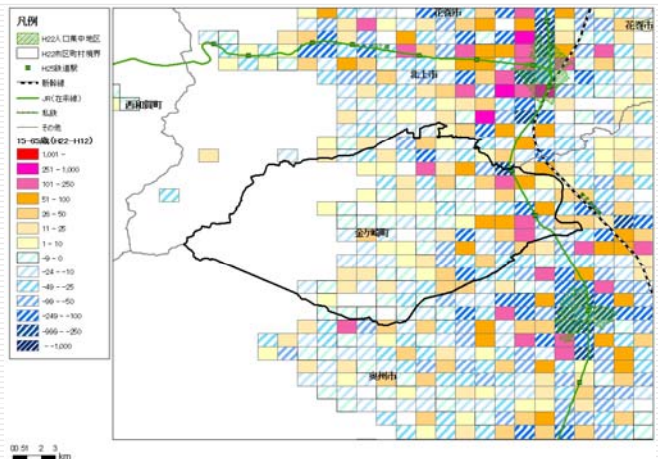 凡例
H22人口集中地区
H22市区町村境界
H25鉄道駅
新幹線
JR(在来線)
私鉄
その他
15-65歳(H22-H12)
1,001 -
251 - 1,000
101 - 250
51 - 100
26 - 50
11 - 25
1 - 10
-9 - 0
-24 - -10
-49 - -25
-99 - -50
-249 - -100
-999 - -250
- -1,000
花巻市
花巻市
北上市
西和賀町
金ケ崎町
奥州市
00.51 2 3
km